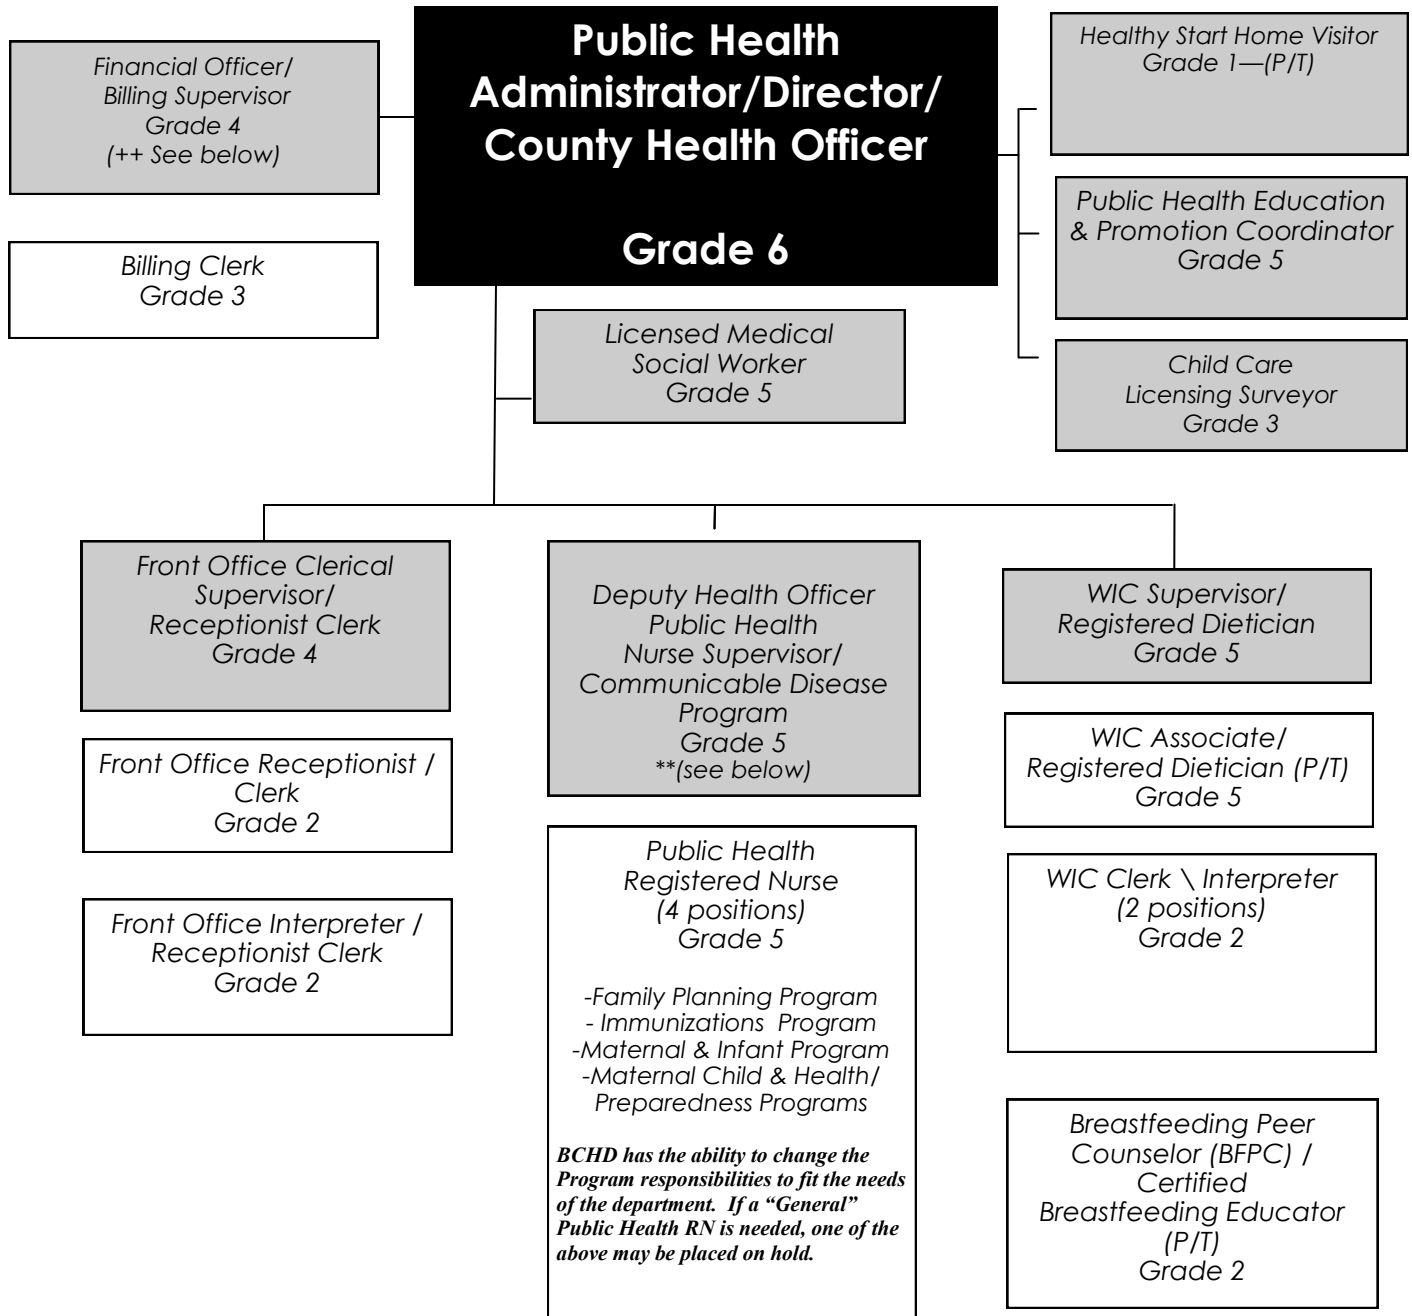 Public Health
Administrator/Director/
County Health Officer
Grade 6
Financial Officer/
Billing Supervisor
Grade 4
(++ See below)
Billing Clerk
Grade 3
Healthy Start Home Visitor
Grade 1—(P/T)
Public Health Education
& Promotion Coordinator
Grade 5
Child Care
Licensing Surveyor
Grade 3
Licensed Medical
Social Worker
Grade 5
Front Office Clerical
Supervisor/
Receptionist Clerk
Grade 4
Front Office Receptionist /
Clerk
Grade 2
Front Office Interpreter /
Receptionist Clerk
Grade 2
Deputy Health Officer
Public Health
Nurse Supervisor/
Communicable Disease
Program
Grade 5
**(see below)
Public Health
Registered Nurse
(4 positions)
Grade 5
-Family Planning Program
- Immunizations Program
-Maternal & Infant Program
-Maternal Child & Health/
Preparedness Programs
BCHD has the ability to change the
Program responsibilities to fit the needs
of the department. If a “General”
Public Health RN is needed, one of the
above may be placed on hold.
WIC Supervisor/
Registered Dietician
Grade 5
WIC Associate/
Registered Dietician (P/T)
Grade 5
WIC Clerk \ Interpreter
(2 positions)
Grade 2
Breastfeeding Peer
Counselor (BFPC) /
Certified
Breastfeeding Educator
(P/T)
Grade 2